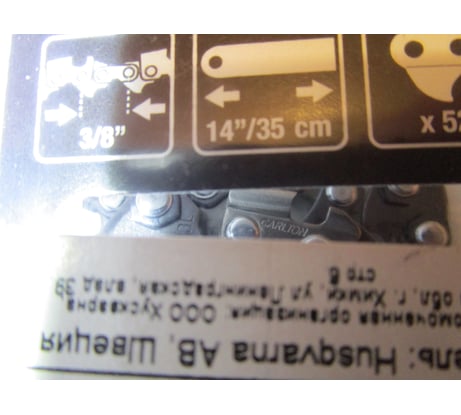 3/8"
14"/35 cm
x 52
CARLTON
ель: Husqvarna AB, Швеция
организация: ООО Хускварна
обл., г. Химки, ул. Ленинградская, влад. 39
стр 6